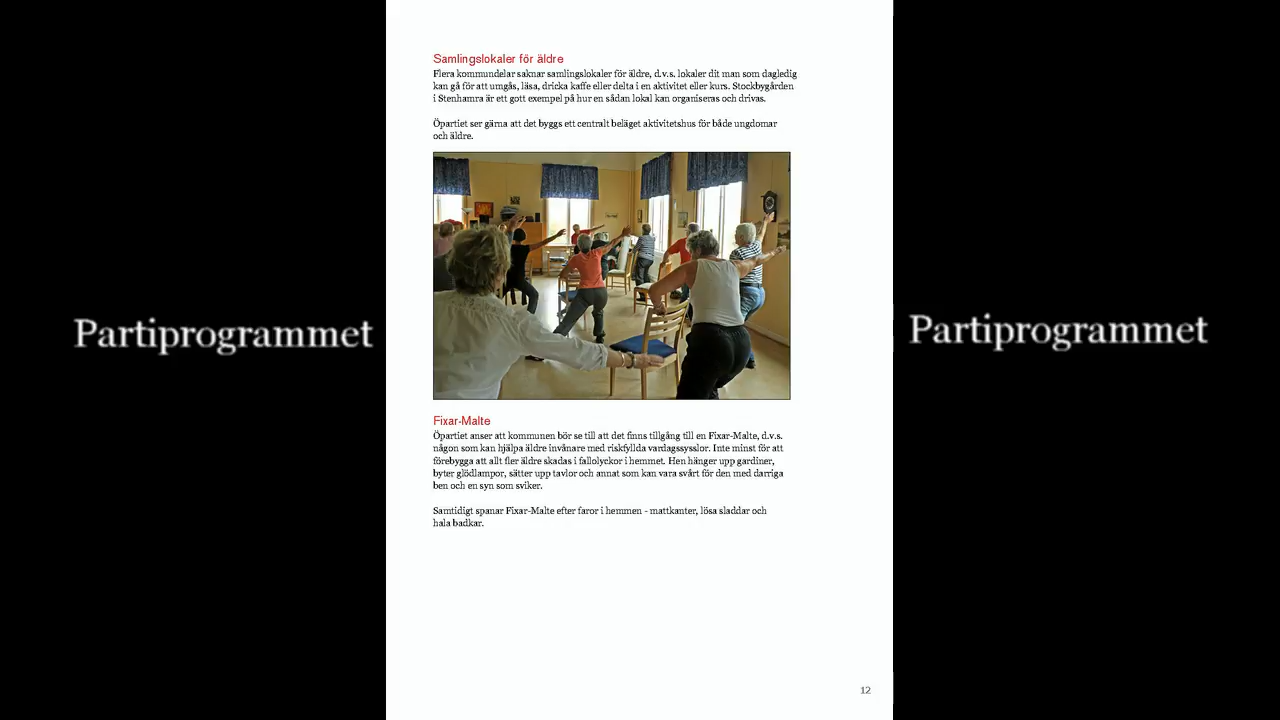 Partiprogrammet
Samlingslokaler för äldre
Flera kommundelar saknar samlingslokaler för äldre, d.v.s. lokaler dit man som dagledig
kan gå för att umgås, läsa, dricka kaffe eller delta i en aktivitet eller kurs. Stockbygården
i Stenhamra är ett gott exempel på hur en sådan lokal kan organiseras och drivas.
Öpartiet ser gärna att det byggs ett centralt beläget aktivitetshus för både ungdomar
och äldre.
Fixar-Malte
Öpartiet anser att kommunen bör se till att det finns tillgång till en Fixar-Malte, d.v.s.
någon som kan hjälpa äldre invånare med riskfyllda vardagssysslor. Inte minst för att
förebygga att allt fler äldre skadas i fallolyckor i hemmet. Hen hänger upp gardiner,
byter glödlampor, sätter upp tavlor och annat som kan vara svårt för den med darriga
ben och en syn som sviker.
Samtidigt spanar Fixar-Malte efter faror i hemmen - mattkanter, lösa sladdar och
hala badkar.
12
Partiprogrammet